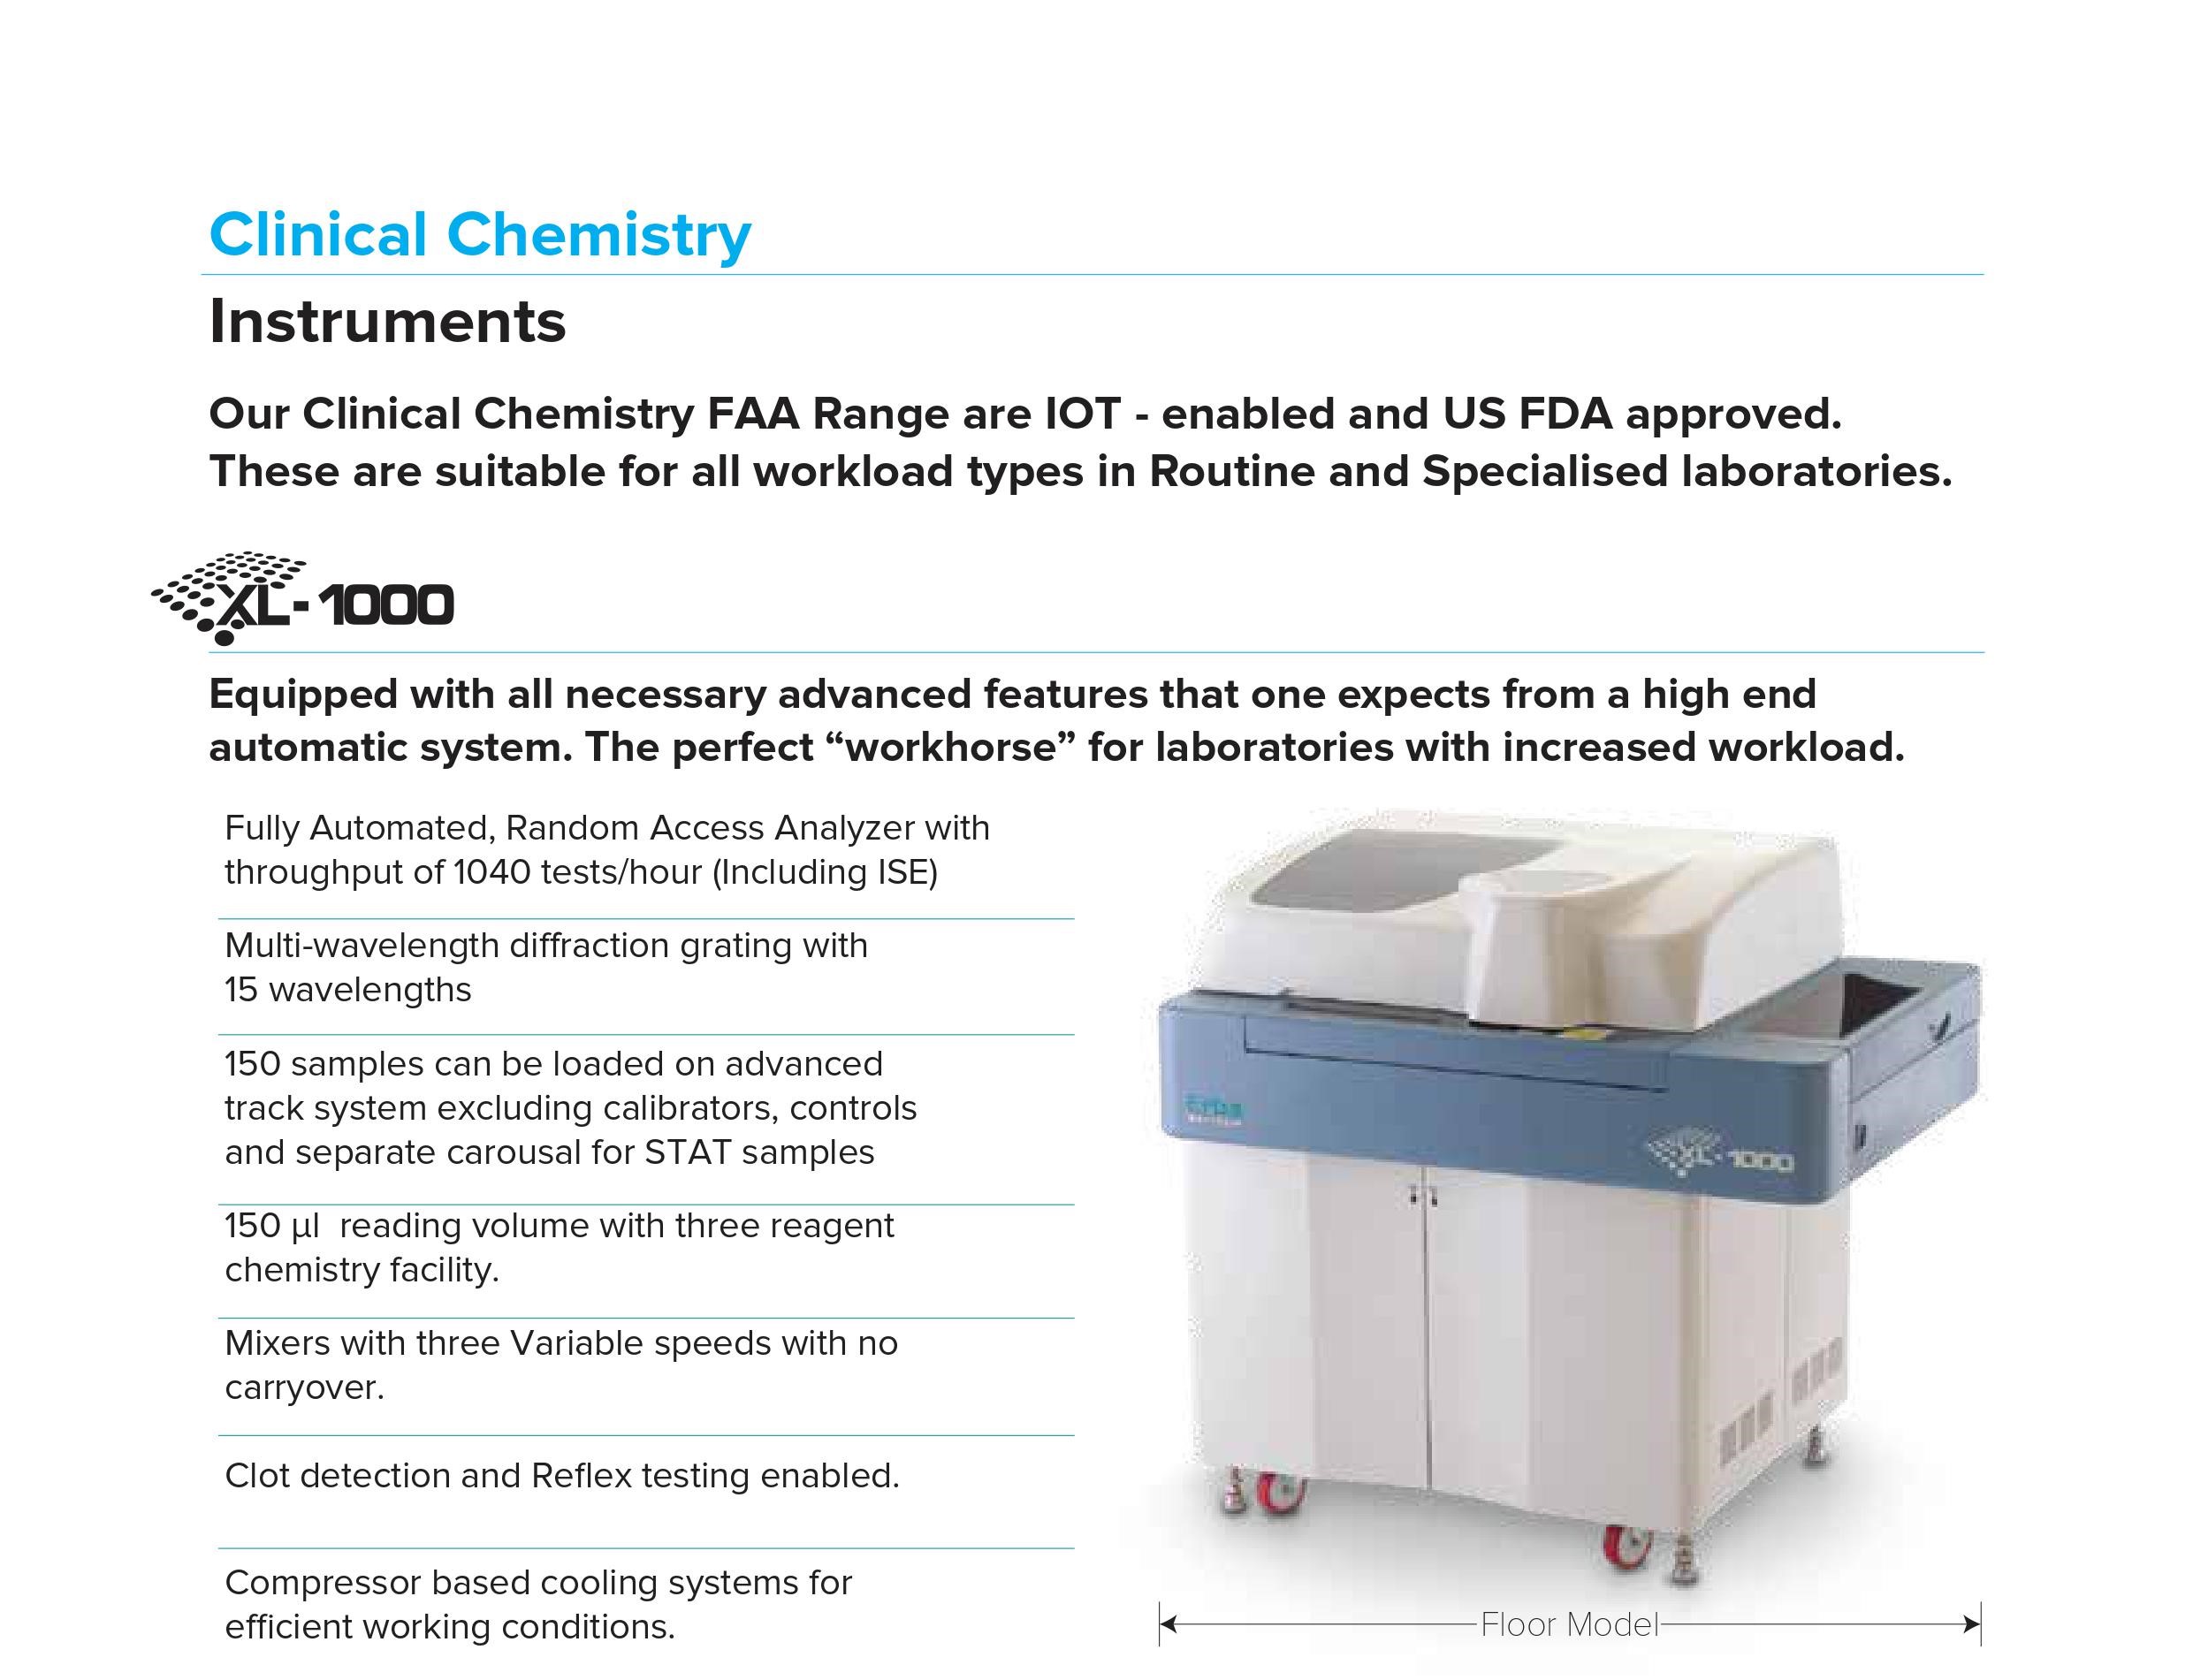 Clinical Chemistry
Instruments
Our Clinical Chemistry FAA Range are IOT - enabled and US FDA approved.
These are suitable for all workload types in Routine and Specialised laboratories.
XL-1000
Equipped with all necessary advanced features that one expects from a high end
automatic system. The perfect “workhorse” for laboratories with increased workload.
Fully Automated, Random Access Analyzer with
throughput of 1040 tests/hour (Including ISE)
Multi-wavelength diffraction grating with
15 wavelengths
150 samples can be loaded on advanced
track system excluding calibrators, controls
and separate carousal for STAT samples
150 µl  reading volume with three reagent
chemistry facility.
Mixers with three Variable speeds with no
carryover.
Clot detection and Reflex testing enabled.
Compressor based cooling systems for
efficient working conditions.
Erba
XL-1000
Floor Model